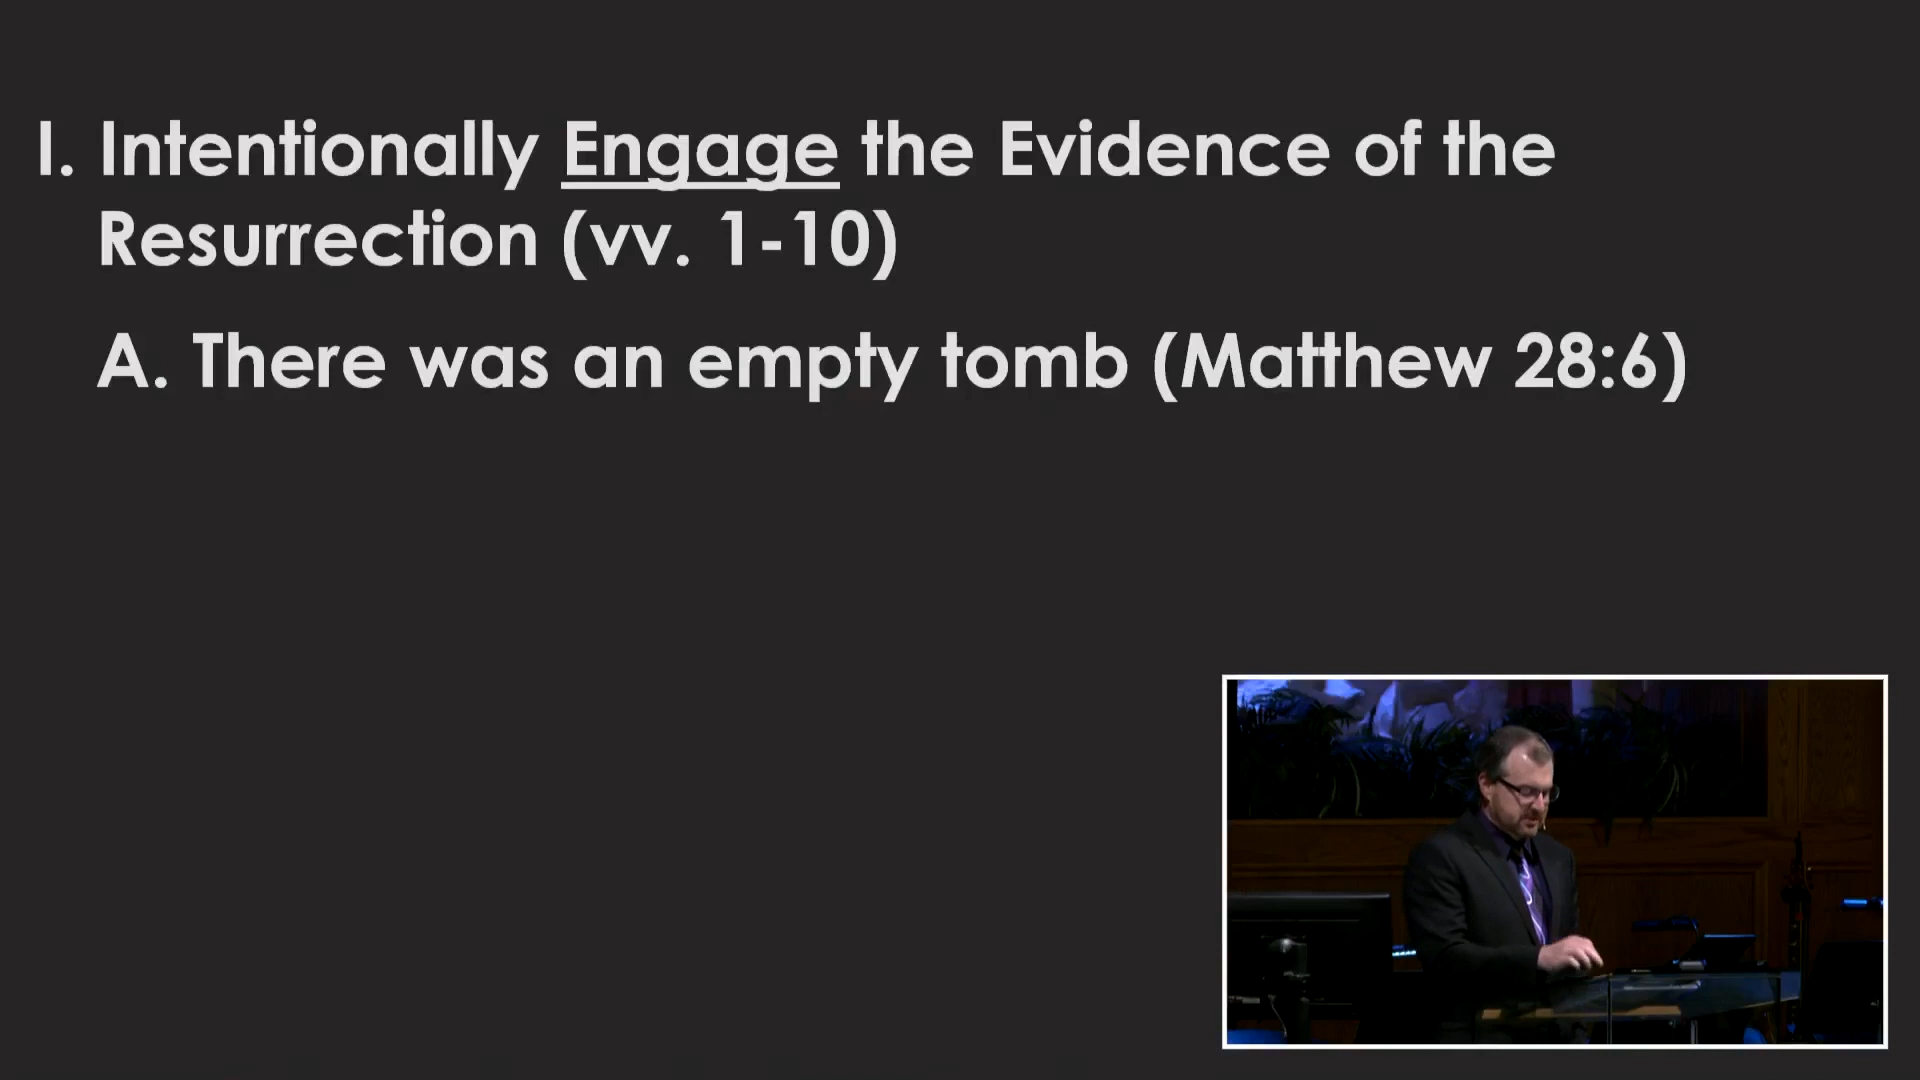 I. Intentionally Engage the Evidence of the
Resurrection (vv. 1-10)
A. There was an empty tomb (Matthew 28:6)